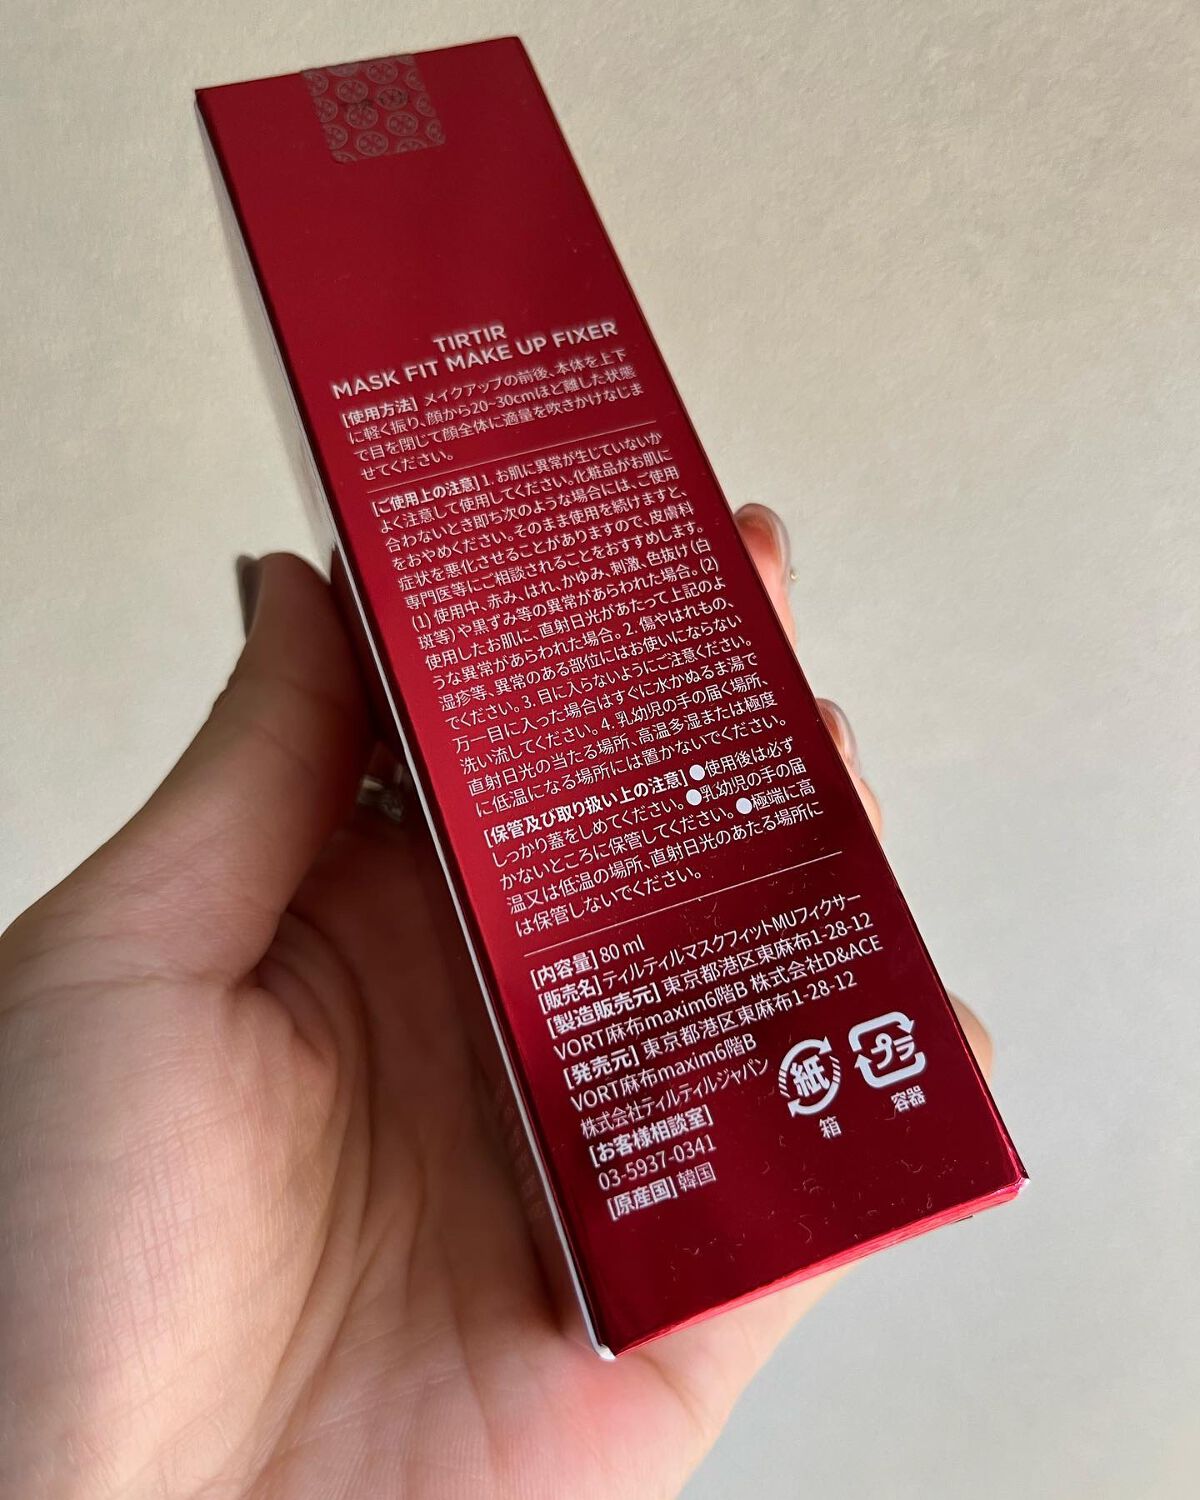 TIRTIR
MASK FIT MAKE UP FIXER
[使用方法] メイクアップの前後、本体を上下
に軽く振り、顔から20~30cmほど離した状態
で目を閉じて顔全体に適量を吹きかけなじま
せてください。
[ご使用上の注意] 1. お肌に異常が生じていないか
よく注意して使用してください。化粧品がお肌に
合わないとき即ち次のような場合には、ご使用
をおやめください。そのまま使用を続けますと、
症状を悪化させることがありますので、皮膚科
専門医等にご相談されることをおすすめします。
(1) 使用中、赤み、はれ、かゆみ、刺激、色抜け(白
斑等)や黒ずみ等の異常があらわれた場合。(2)
使用したお肌に、直射日光があたって上記のよ
うな異常があらわれた場合。2. 傷やはれもの、
湿疹等、異常のある部位にはお使いにならない
でください。3. 目に入らないようにご注意ください。
万一目に入った場合はすぐに水かぬるま湯で
洗い流してください。4. 乳幼児の手の届く場所、
直射日光の当たる場所、高温多湿または極度
に低温になる場所には置かないでください。
[保管及び取り扱い上の注意] ●使用後は必ず
しっかり蓋をしめてください。●乳幼児の手の届
かないところに保管してください。●極端に高
温又は低温の場所、直射日光のあたる場所に
は保管しないでください。
[内容量] 80 ml
[販売名] ティルティルマスクフィットMUフィクサー
[製造販売元] 東京都港区東麻布1-28-12
VORT麻布maxim6階B 株式会社D&ACE
[発売元] 東京都港区東麻布1-28-12
VORT麻布maxim6階B
株式会社ティルティルジャパン
[お客様相談室]
03-5937-0341
[原産国] 韓国
紙
箱
プラ
容器